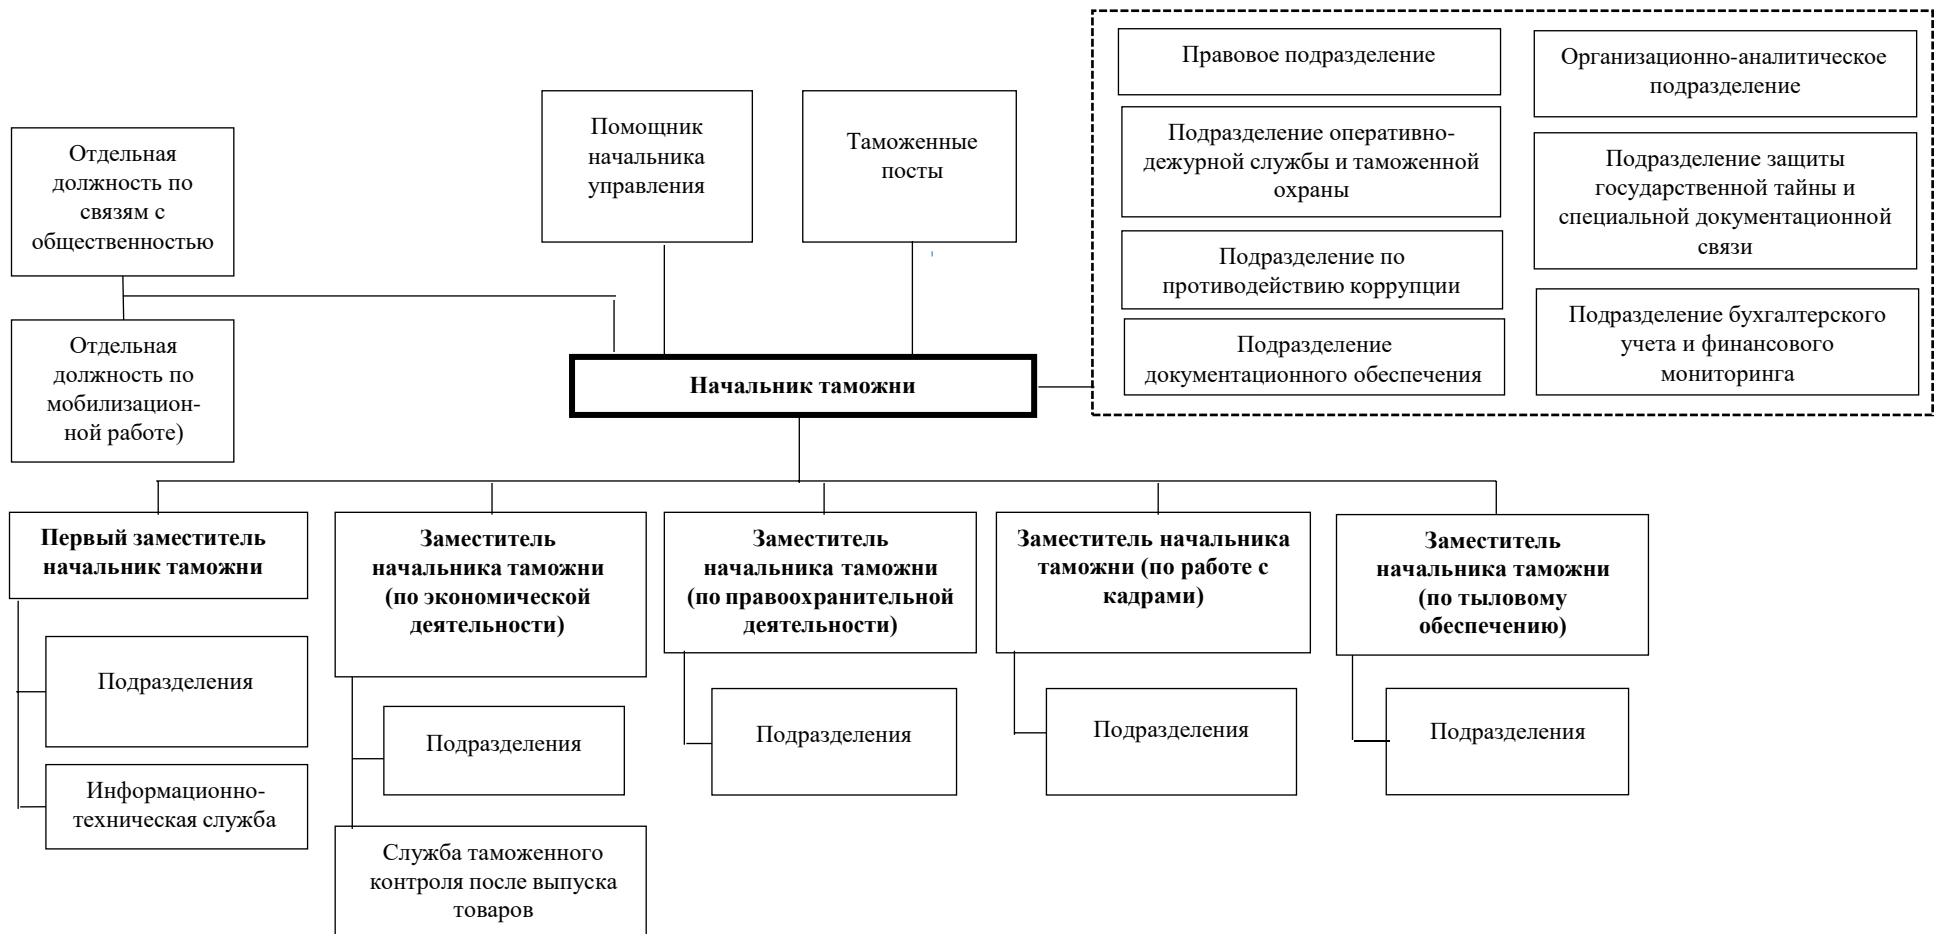 Правовое подразделение
Организационно-аналитическое
подразделение
Помощник
начальника
управления
Таможенные
посты
Подразделение оперативно-
дежурной службы и таможенной
охраны
Подразделение защиты
государственной тайны и
специальной документационной
связи
Отдельная
должность по
связям с
общественностью
Подразделение по
противодействию коррупции
Подразделение бухгалтерского
учета и финансового
мониторинга
Отдельная
должность по
мобилизацион-
ной работе)
Подразделение
документационного обеспечения
Начальник таможни
Первый заместитель
начальник таможни
Заместитель
начальника таможни
(по экономической
деятельности)
Заместитель
начальника таможни
(по правоохранительной
деятельности)
Заместитель начальника
таможни (по работе с
кадрами)
Заместитель
начальника таможни
(по тыловому
обеспечению)
Подразделения
Подразделения
Подразделения
Подразделения
Подразделения
Информационно-
техническая служба
Служба таможенного
контроля после выпуска
товаров